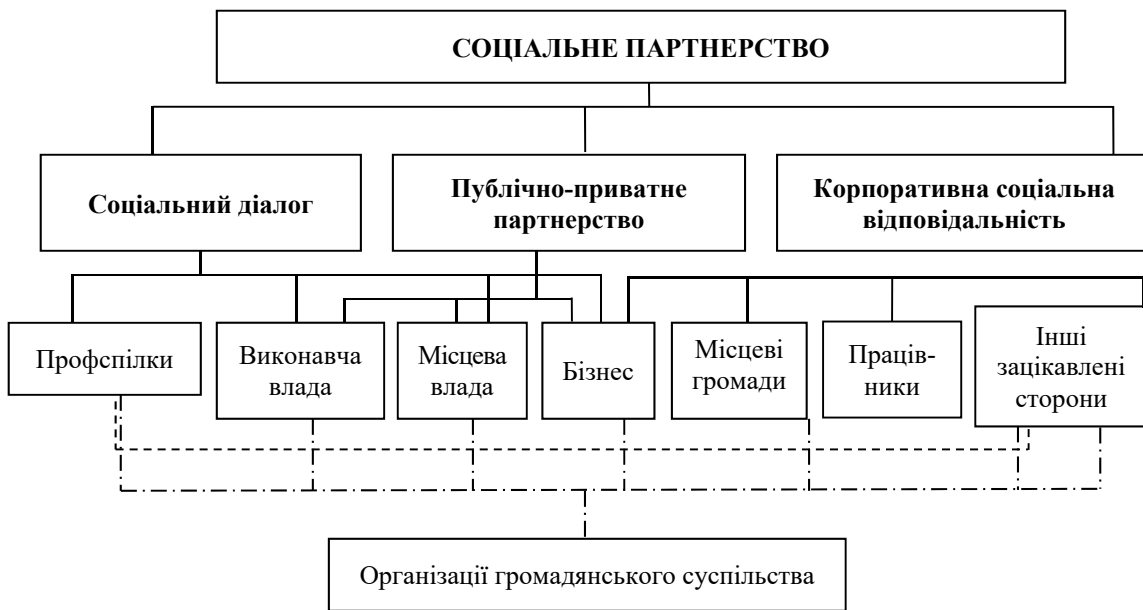 СОЦІАЛЬНЕ ПАРТНЕРСТВО
Соціальний діалог
Публічно-приватне
партнерство
Корпоративна соціальна
відповідальність
Профспілки
Виконавча
влада
Місцева
влада
Бізнес
Місцеві
громади
Праців-
ники
Інші
зацікавлені
сторони
Організації громадянського суспільства